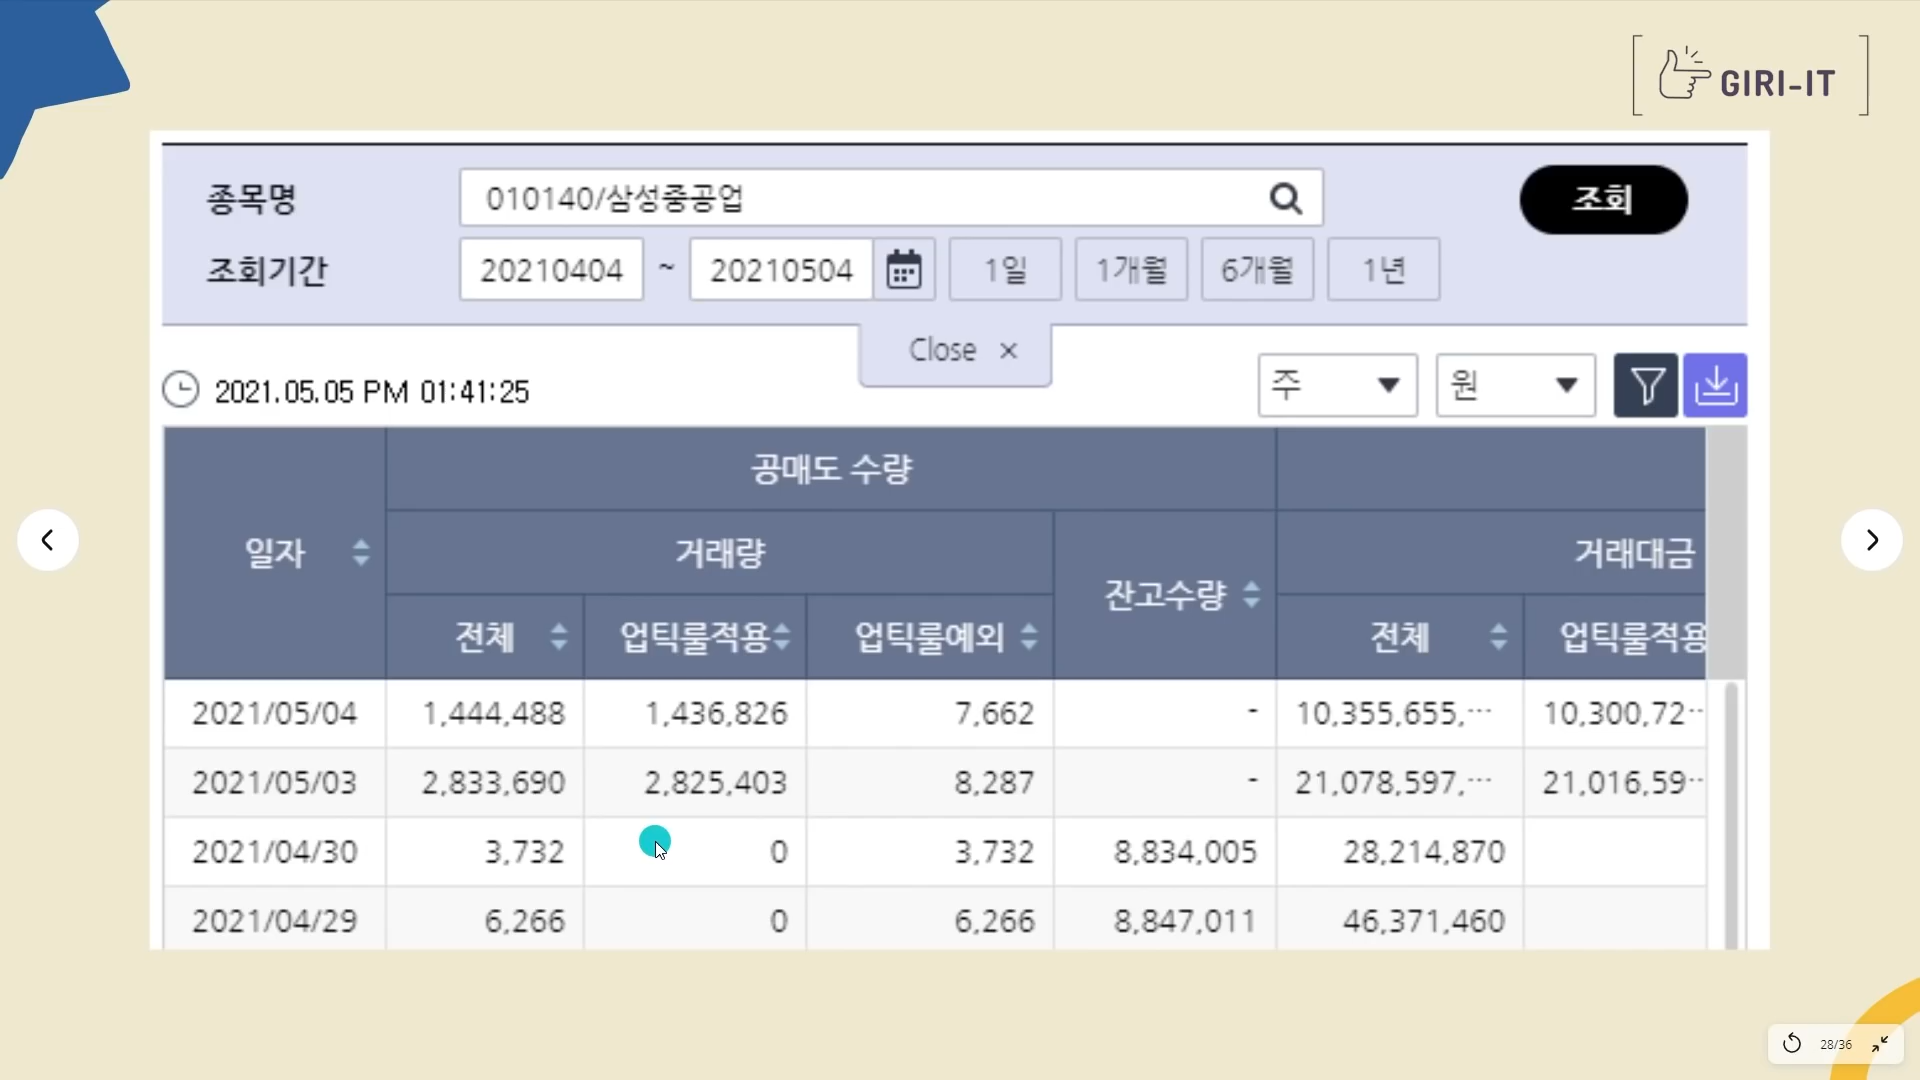 GIRI-IT
종목명 010140/삼성중공업 조회
조회기간 20210404 ~ 20210504 1일 1개월 6개월 1년
Close ×
2021.05.05 PM 01:41:25 주 원
공매도 수량
일자 거래량 잔고수량 거래대금
전체 업틱룰적용 업틱룰예외 전체 업틱룰적용
2021/05/04 1,444,488 1,436,826 7,662 - 10,355,655,… 10,300,72…
2021/05/03 2,833,690 2,825,403 8,287 - 21,078,597,… 21,016,59…
2021/04/30 3,732 0 3,732 8,834,005 28,214,870
2021/04/29 6,266 0 6,266 8,847,011 46,371,460
28/36